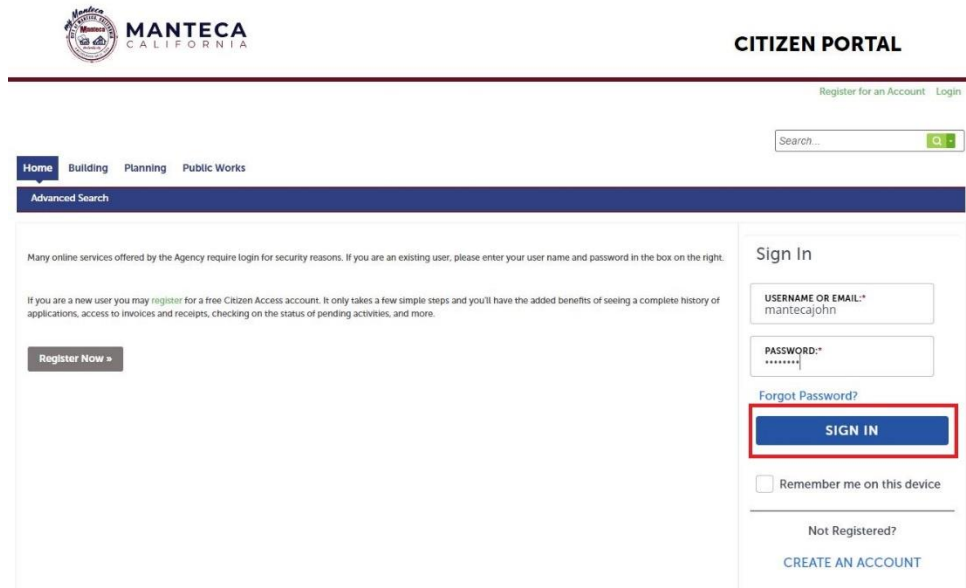 MANTECA
CALIFORNIA
CITIZEN PORTAL
Register for an Account Login
Search...
Home Building Planning Public Works
Advanced Search
Many online services offered by the Agency require login for security reasons. If you are an existing user, please enter your user name and password in the box on the right.
If you are a new user you may register for a free Citizen Access account. It only takes a few simple steps and you'll have the added benefits of seeing a complete history of
applications, access to invoices and receipts, checking on the status of pending activities, and more.
Register Now »
Sign In
USERNAME OR EMAIL:*
mantecajohn
PASSWORD:*
••••••••
Forgot Password?
SIGN IN
Remember me on this device
Not Registered?
CREATE AN ACCOUNT